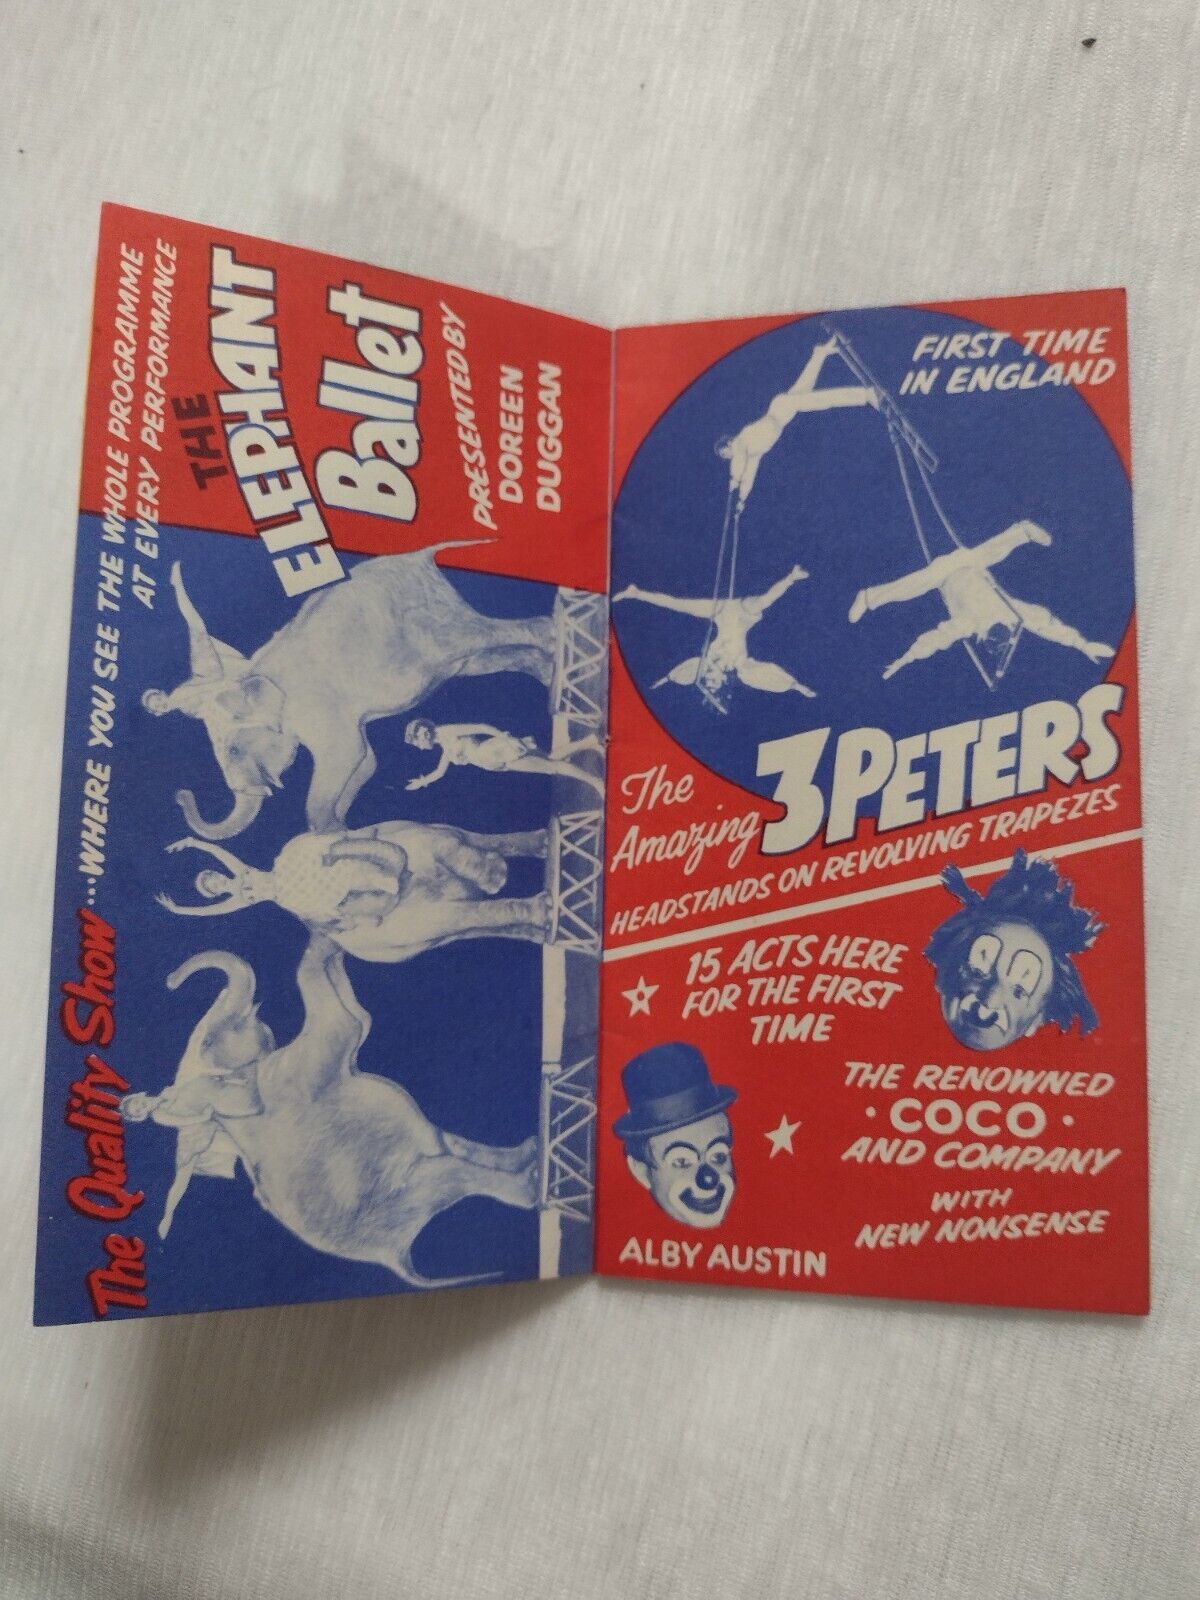 The Quality Show...WHERE YOU SEE THE WHOLE PROGRAMME
AT EVERY PERFORMANCE
THE
ELEPHANT
Ballet
PRESENTED BY
DOREEN
DUGGAN
FIRST TIME
IN ENGLAND
The
Amazing 3 PETERS
HEADSTANDS ON REVOLVING TRAPEZES
15 ACTS HERE
FOR THE FIRST
TIME
THE RENOWNED
• COCO •
AND COMPANY
WITH
NEW NONSENSE
ALBY AUSTIN